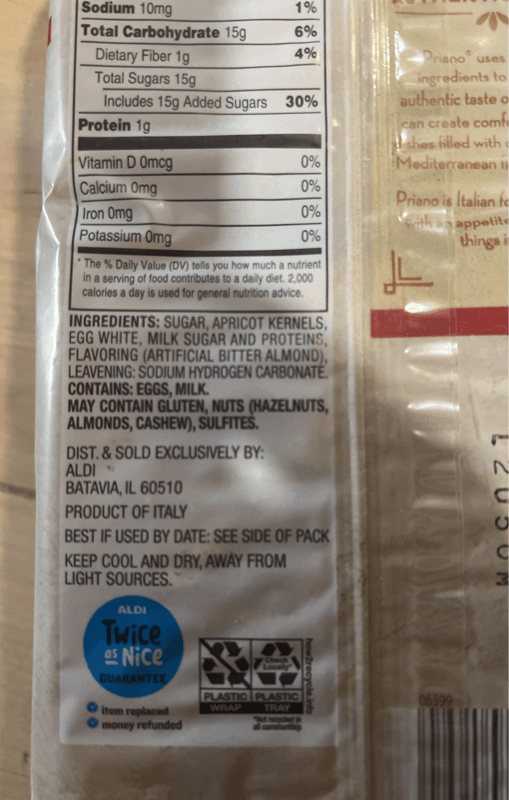 Sodium 10mg 1%
Total Carbohydrate 15g 6%
Dietary Fiber 1g 4%
Total Sugars 15g
Includes 15g Added Sugars 30%
Protein 1g
Vitamin D 0mcg 0%
Calcium 0mg 0%
Iron 0mg 0%
Potassium 0mg 0%
* The % Daily Value (DV) tells you how much a nutrient
in a serving of food contributes to a daily diet. 2,000
calories a day is used for general nutrition advice.
INGREDIENTS: SUGAR, APRICOT KERNELS,
EGG WHITE, MILK SUGAR AND PROTEINS,
FLAVORING (ARTIFICIAL BITTER ALMOND),
LEAVENING: SODIUM HYDROGEN CARBONATE.
CONTAINS: EGGS, MILK.
MAY CONTAIN GLUTEN, NUTS (HAZELNUTS,
ALMONDS, CASHEW), SULFITES.
DIST. & SOLD EXCLUSIVELY BY:
ALDI
BATAVIA, IL 60510
PRODUCT OF ITALY
BEST IF USED BY DATE: SEE SIDE OF PACK
KEEP COOL AND DRY, AWAY FROM
LIGHT SOURCES.
ALDI
Twice
as Nice
GUARANTEE
Item replaced
money refunded
Check
Locally*
PLASTIC PLASTIC
WRAP TRAY
*Not recycled in
all communities
how2recycle.info
Priano® uses
ingredients to
authentic taste o
can create comf
dishes filled with
Mediterranean
Priano is Italian fo
with an appetite
things i
06399